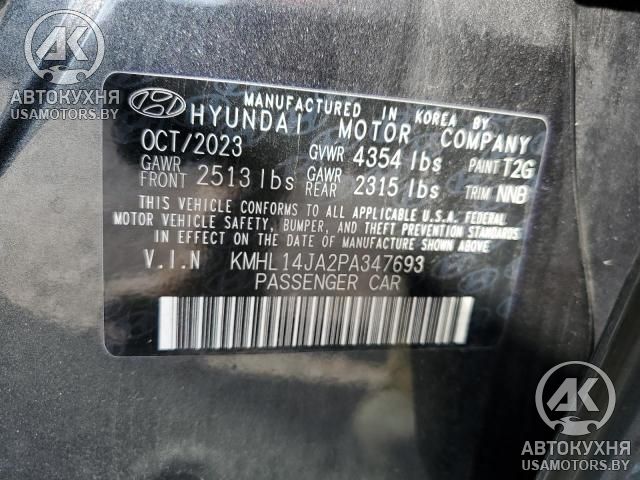 АВТОКУХНЯ
USAMOTORS.BY
MANUFACTURED IN KOREA BY
HYUNDAI MOTOR COMPANY
OCT/2023 GVWR 4354 lbs PAINT T2G
GAWR FRONT 2513 lbs GAWR REAR 2315 lbs TRIM NNB
THIS VEHICLE CONFORMS TO ALL APPLICABLE U.S.A. FEDERAL
MOTOR VEHICLE SAFETY, BUMPER, AND THEFT PREVENTION STANDARDS
IN EFFECT ON THE DATE OF MANUFACTURE SHOWN ABOVE
V.I.N KMHL14JA2PA347693
PASSENGER CAR
AK
АВТОКУХНЯ
USAMOTORS.BY